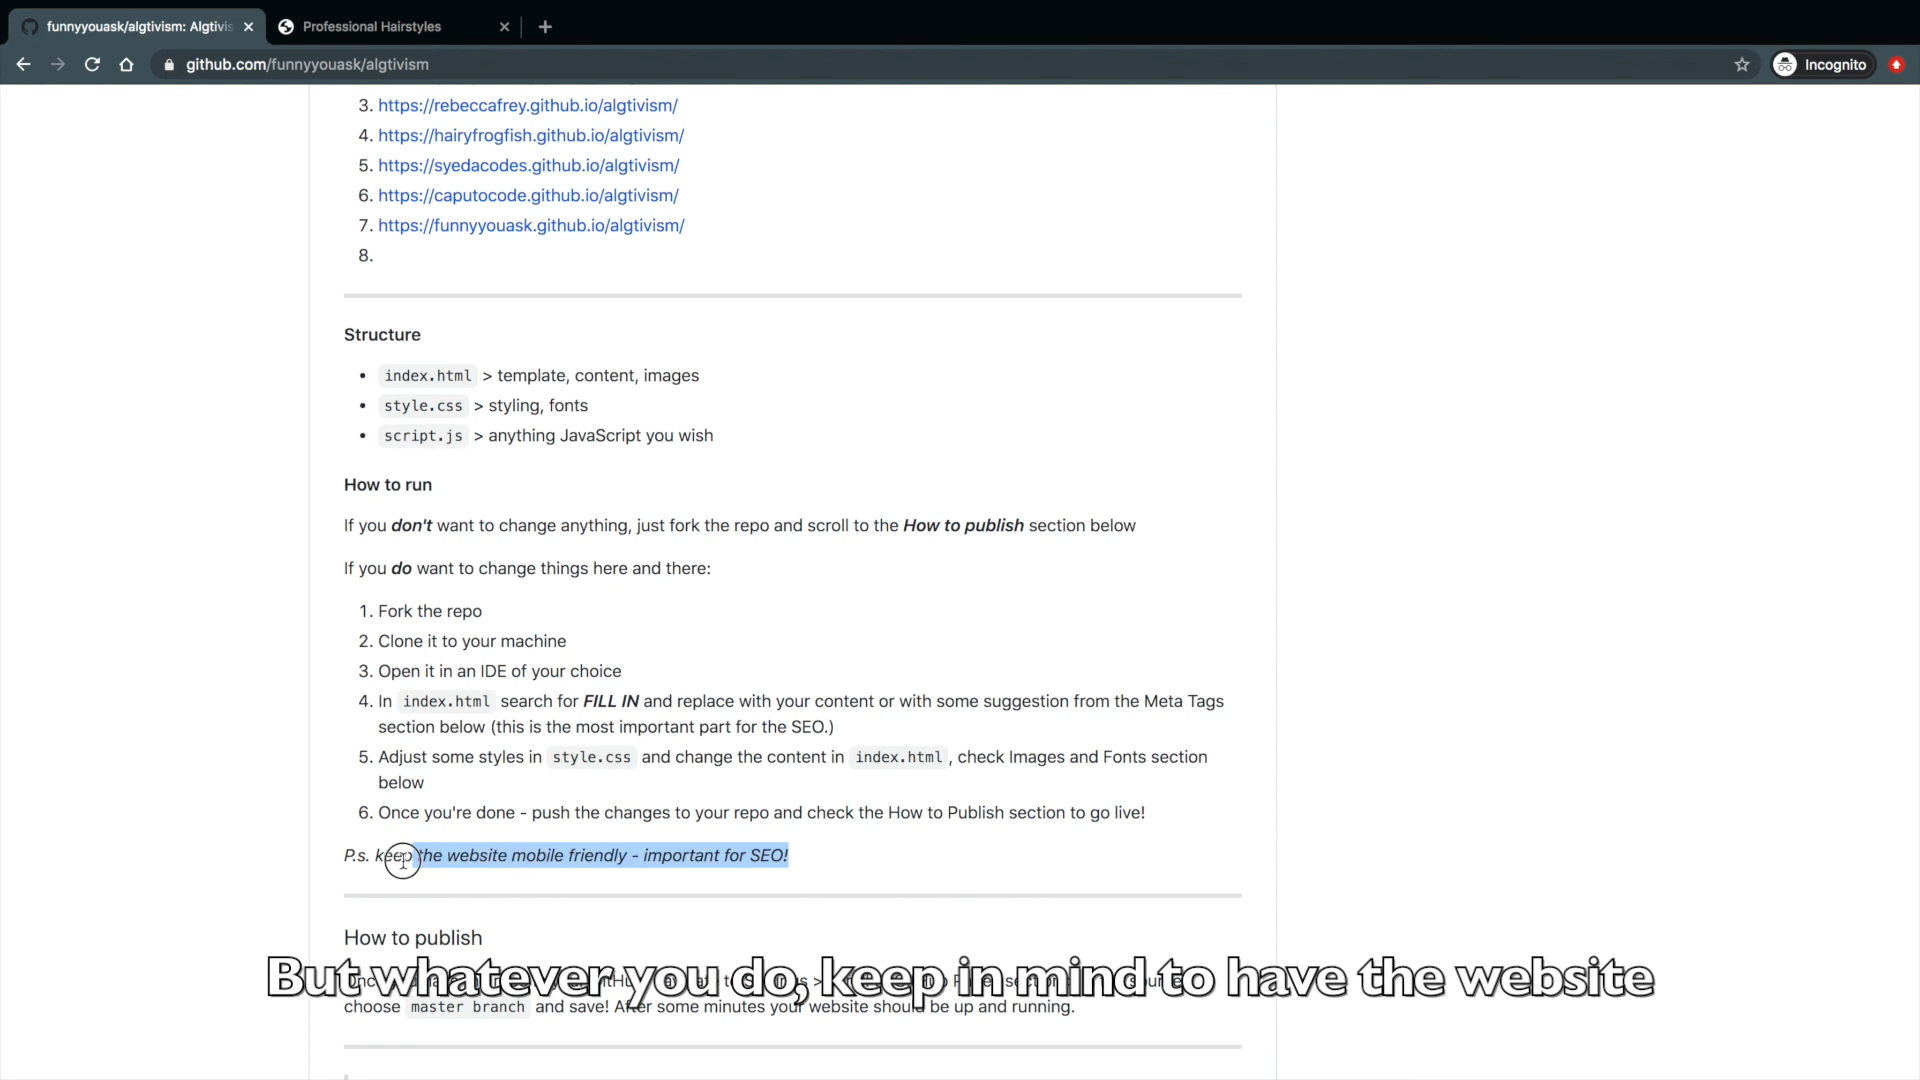 funnyyouask/algtivism: Algtivis
Professional Hairstyles
github.com/funnyyouask/algtivism
Incognito
3. https://rebeccafrey.github.io/algtivism/
4. https://hairyfrogfish.github.io/algtivism/
5. https://syedacodes.github.io/algtivism/
6. https://caputocode.github.io/algtivism/
7. https://funnyyouask.github.io/algtivism/
8.
Structure
• index.html > template, content, images
• style.css > styling, fonts
• script.js > anything JavaScript you wish
How to run
If you don't want to change anything, just fork the repo and scroll to the How to publish section below
If you do want to change things here and there:
1. Fork the repo
2. Clone it to your machine
3. Open it in an IDE of your choice
4. In index.html search for FILL IN and replace with your content or with some suggestion from the Meta Tags
section below (this is the most important part for the SEO.)
5. Adjust some styles in style.css and change the content in index.html, check Images and Fonts section
below
6. Once you're done - push the changes to your repo and check the How to Publish section to go live!
P.s. keep the website mobile friendly - important for SEO!
How to publish
But whatever you do, keep in mind to have the website
choose master branch and save! After some minutes your website should be up and running.